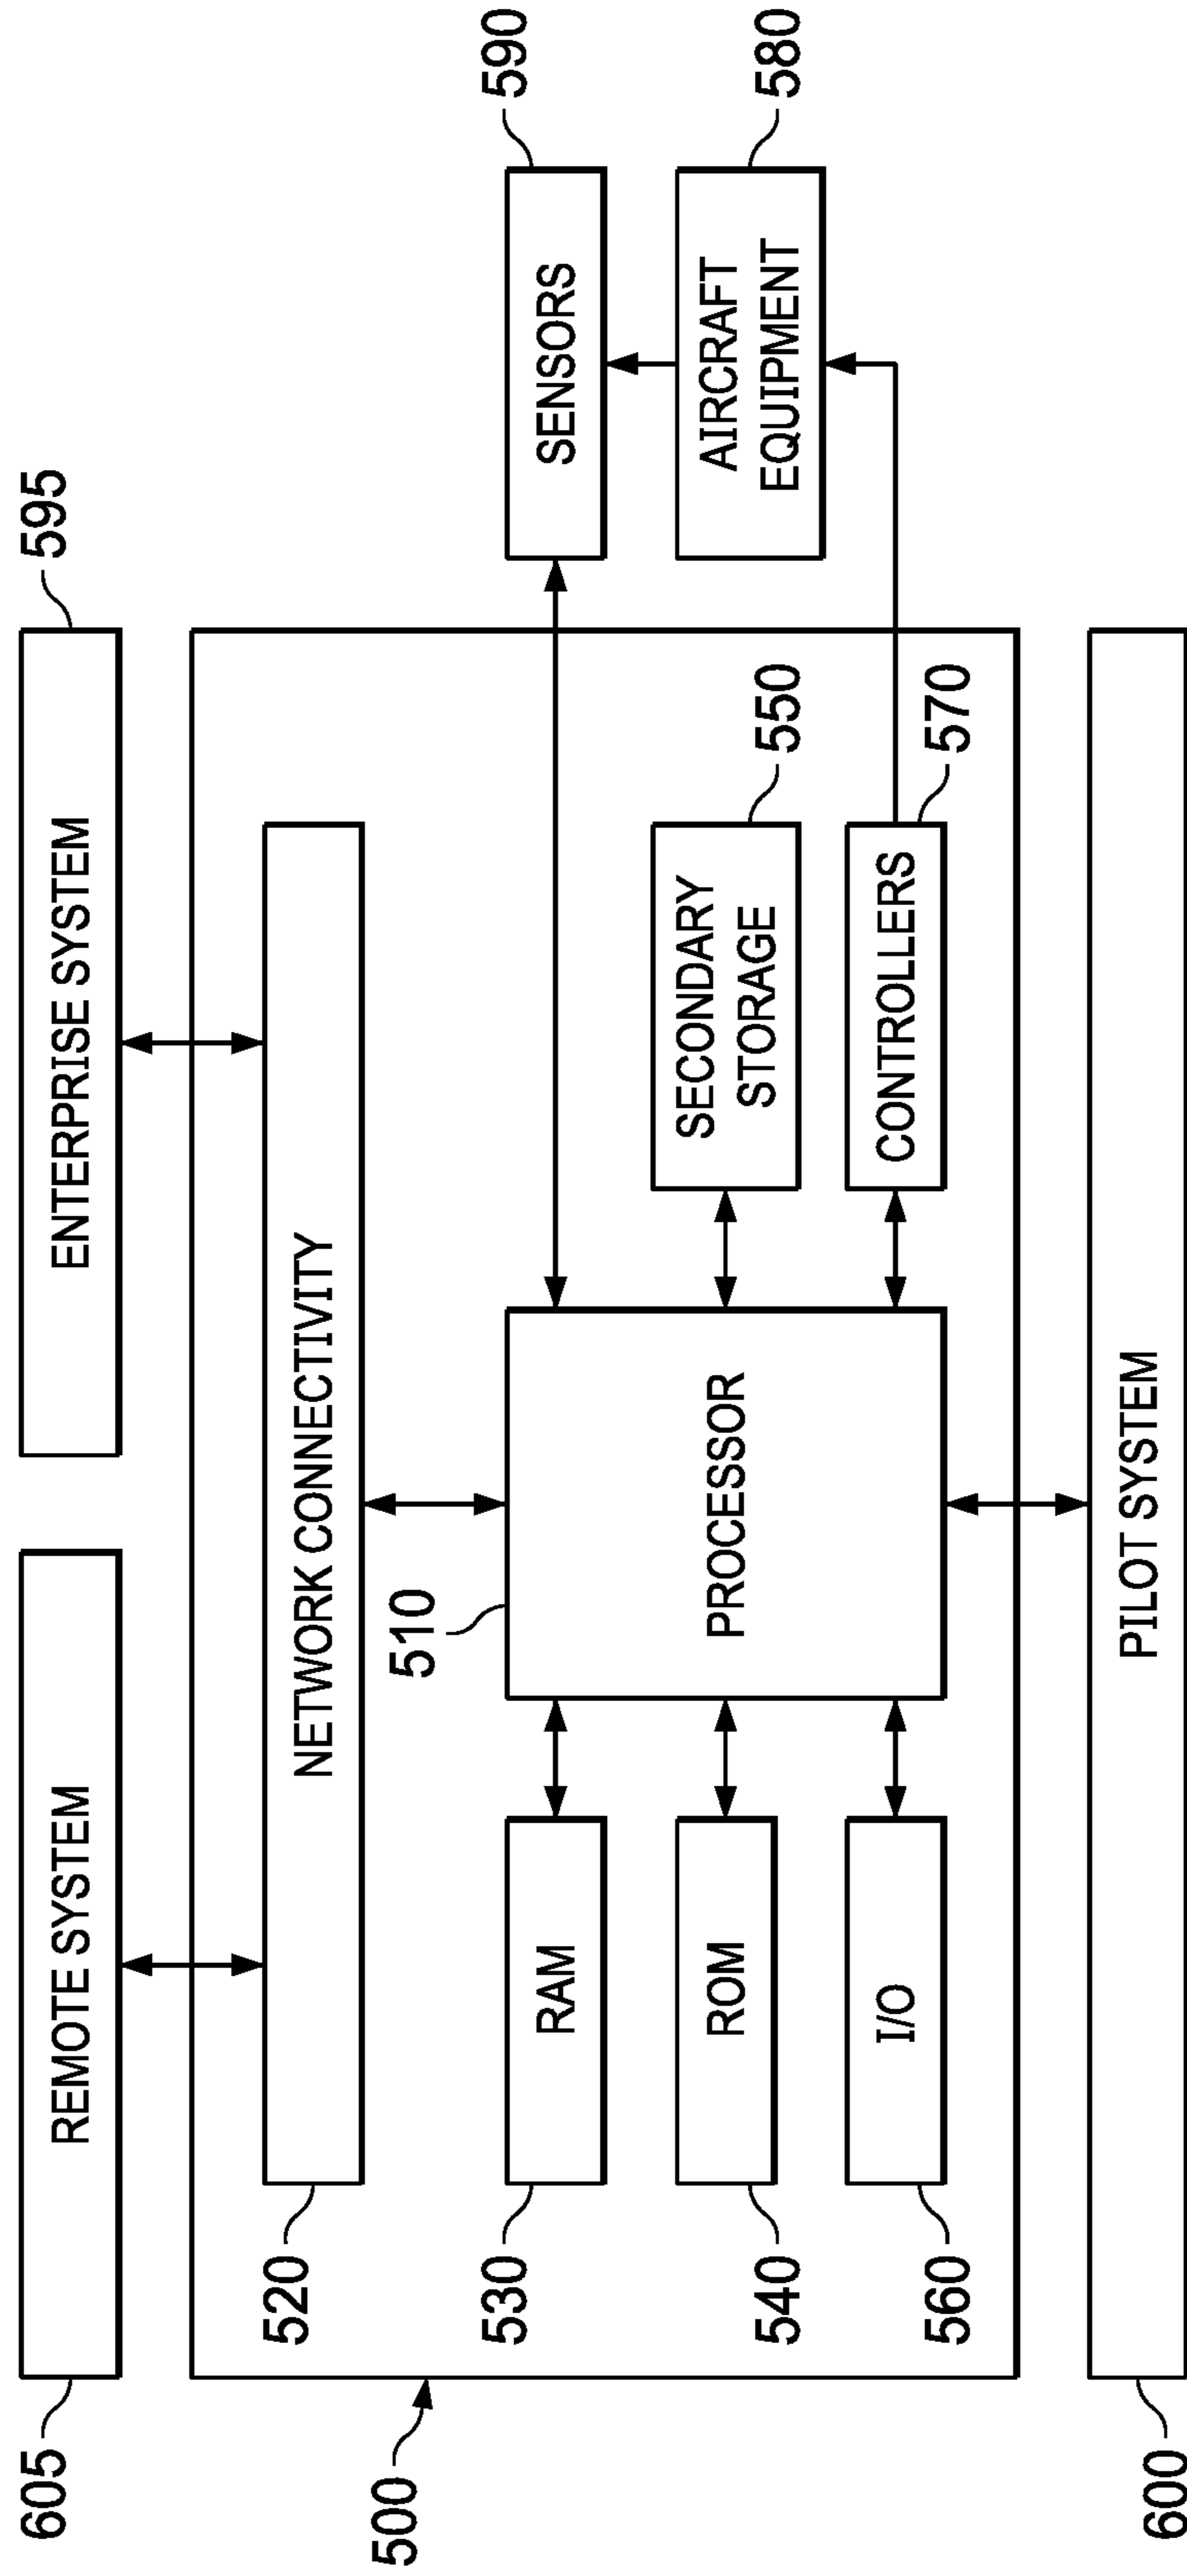 605
REMOTE SYSTEM
ENTERPRISE SYSTEM
595
500
520
NETWORK CONNECTIVITY
510
530
RAM
PROCESSOR
SENSORS
590
540
ROM
SECONDARY
STORAGE
550
AIRCRAFT
EQUIPMENT
580
560
I/O
CONTROLLERS
570
600
PILOT SYSTEM